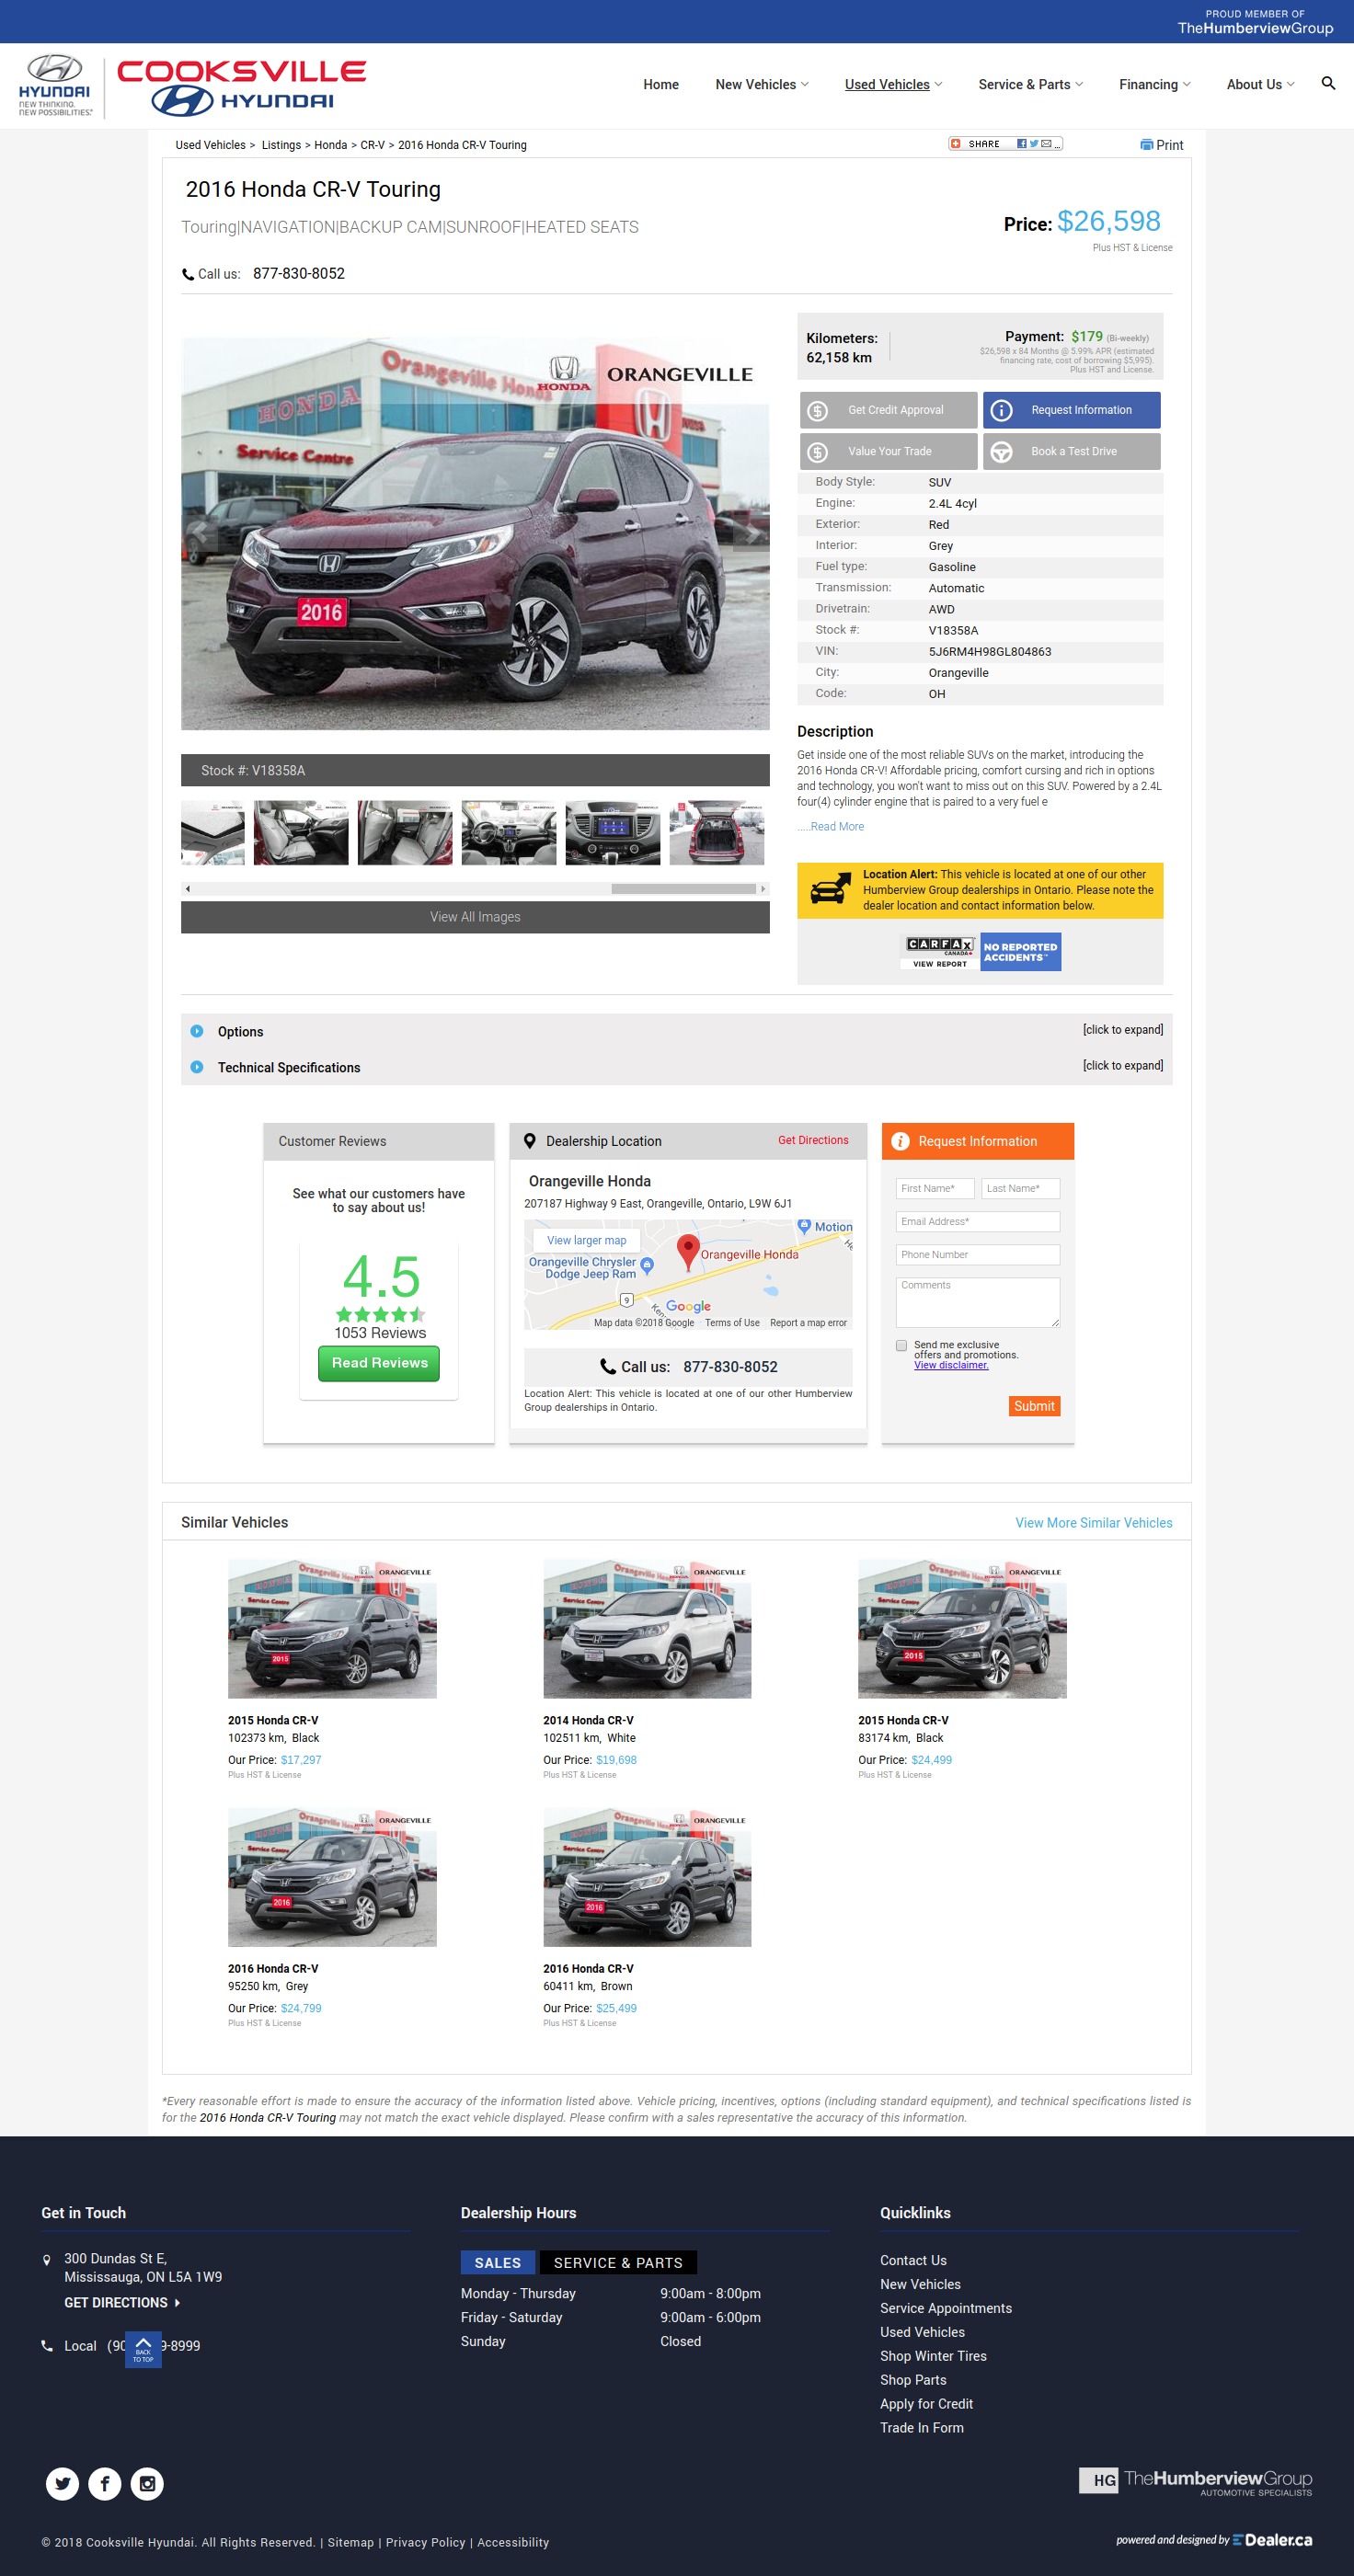 PROUD MEMBER OF
TheHumberviewGroup
HYUNDAI
NEW THINKING.
NEW POSSIBILITIES.
COOKSVILLE
HYUNDAI
Home
New Vehicles
Used Vehicles
Service & Parts
Financing
About Us
Used Vehicles > Listings > Honda > CR-V > 2016 Honda CR-V Touring
SHARE
Print
2016 Honda CR-V Touring
Touring|NAVIGATION|BACKUP CAM|SUNROOF|HEATED SEATS
Price: $26,598
Plus HST & License
Call us: 877-830-8052
Orangeville Honda
HONDA
HONDA
ORANGEVILLE
Service Centre
2016
Kilometers:
62,158 km
Payment: $179 (Bi-weekly)
$26,598 x 84 Months @ 5.99% APR (estimated
financing rate, cost of borrowing $5,995).
Plus HST and License.
Get Credit Approval
Request Information
Value Your Trade
Book a Test Drive
Body Style: SUV
Engine: 2.4L 4cyl
Exterior: Red
Interior: Grey
Fuel type: Gasoline
Transmission: Automatic
Drivetrain: AWD
Stock #: V18358A
VIN: 5J6RM4H98GL804863
City: Orangeville
Code: OH
Description
Get inside one of the most reliable SUVs on the market, introducing the
2016 Honda CR-V! Affordable pricing, comfort cursing and rich in options
and technology, you won't want to miss out on this SUV. Powered by a 2.4L
four(4) cylinder engine that is paired to a very fuel e
.....Read More
Stock #: V18358A
View All Images
Location Alert: This vehicle is located at one of our other
Humberview Group dealerships in Ontario. Please note the
dealer location and contact information below.
CARFAX
CANADA
VIEW REPORT
NO REPORTED
ACCIDENTS™
Options
[click to expand]
Technical Specifications
[click to expand]
Customer Reviews
See what our customers have
to say about us!
4.5
1053 Reviews
Read Reviews
Dealership Location
Get Directions
Orangeville Honda
207187 Highway 9 East, Orangeville, Ontario, L9W 6J1
View larger map
Motion
Orangeville Honda
Orangeville Chrysler
Dodge Jeep Ram
9
Google
Map data ©2018 Google
Terms of Use
Report a map error
Call us: 877-830-8052
Location Alert: This vehicle is located at one of our other Humberview
Group dealerships in Ontario.
Request Information
First Name*
Last Name*
Email Address*
Phone Number
Comments
Send me exclusive
offers and promotions.
View disclaimer.
Submit
Similar Vehicles
View More Similar Vehicles
ORANGEVILLE
Service Centre
2015
ORANGEVILLE
Service Centre
ORANGEVILLE
Service Centre
2015
2015 Honda CR-V
102373 km, Black
Our Price: $17,297
Plus HST & License
2014 Honda CR-V
102511 km, White
Our Price: $19,698
Plus HST & License
2015 Honda CR-V
83174 km, Black
Our Price: $24,499
Plus HST & License
ORANGEVILLE
Service Centre
2016
ORANGEVILLE
Service Centre
2016
2016 Honda CR-V
95250 km, Grey
Our Price: $24,799
Plus HST & License
2016 Honda CR-V
60411 km, Brown
Our Price: $25,499
Plus HST & License
*Every reasonable effort is made to ensure the accuracy of the information listed above. Vehicle pricing, incentives, options (including standard equipment), and technical specifications listed is
for the 2016 Honda CR-V Touring may not match the exact vehicle displayed. Please confirm with a sales representative the accuracy of this information.
Get in Touch
300 Dundas St E,
Mississauga, ON L5A 1W9
GET DIRECTIONS
Local (90 9-8999
BACK
TO TOP
Dealership Hours
SALES
SERVICE & PARTS
Monday - Thursday 9:00am - 8:00pm
Friday - Saturday 9:00am - 6:00pm
Sunday Closed
Quicklinks
Contact Us
New Vehicles
Service Appointments
Used Vehicles
Shop Winter Tires
Shop Parts
Apply for Credit
Trade In Form
HG TheHumberviewGroup
AUTOMOTIVE SPECIALISTS
© 2018 Cooksville Hyundai. All Rights Reserved. | Sitemap | Privacy Policy | Accessibility
powered and designed by EDealer.ca